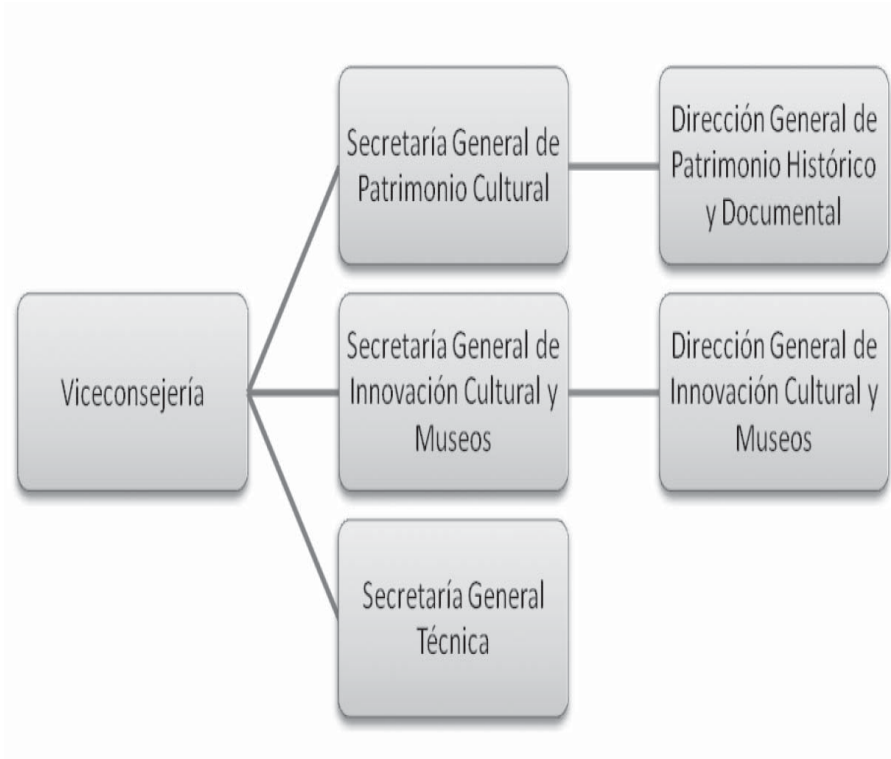 Viceconsejería
Secretaría General de
Patrimonio Cultural
Dirección General de
Patrimonio Histórico
y Documental
Secretaría General de
Innovación Cultural y
Museos
Dirección General de
Innovación Cultural y
Museos
Secretaría General
Técnica